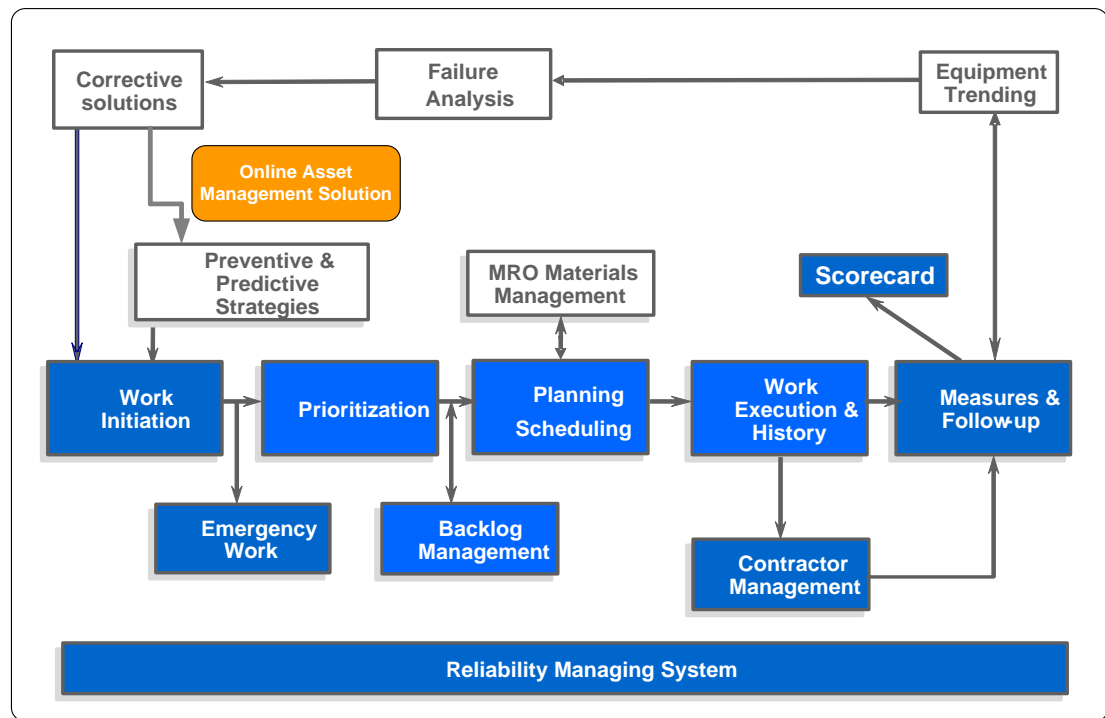 Corrective
solutions
Failure
Analysis
Equipment
Trending
Online Asset
Management Solution
Preventive &
Predictive
Strategies
MRO Materials
Management
Scorecard
Work
Initiation
Prioritization
Planning
Scheduling
Work
Execution &
History
Measures &
Follow-up
Emergency
Work
Backlog
Management
Contractor
Management
Reliability Managing System